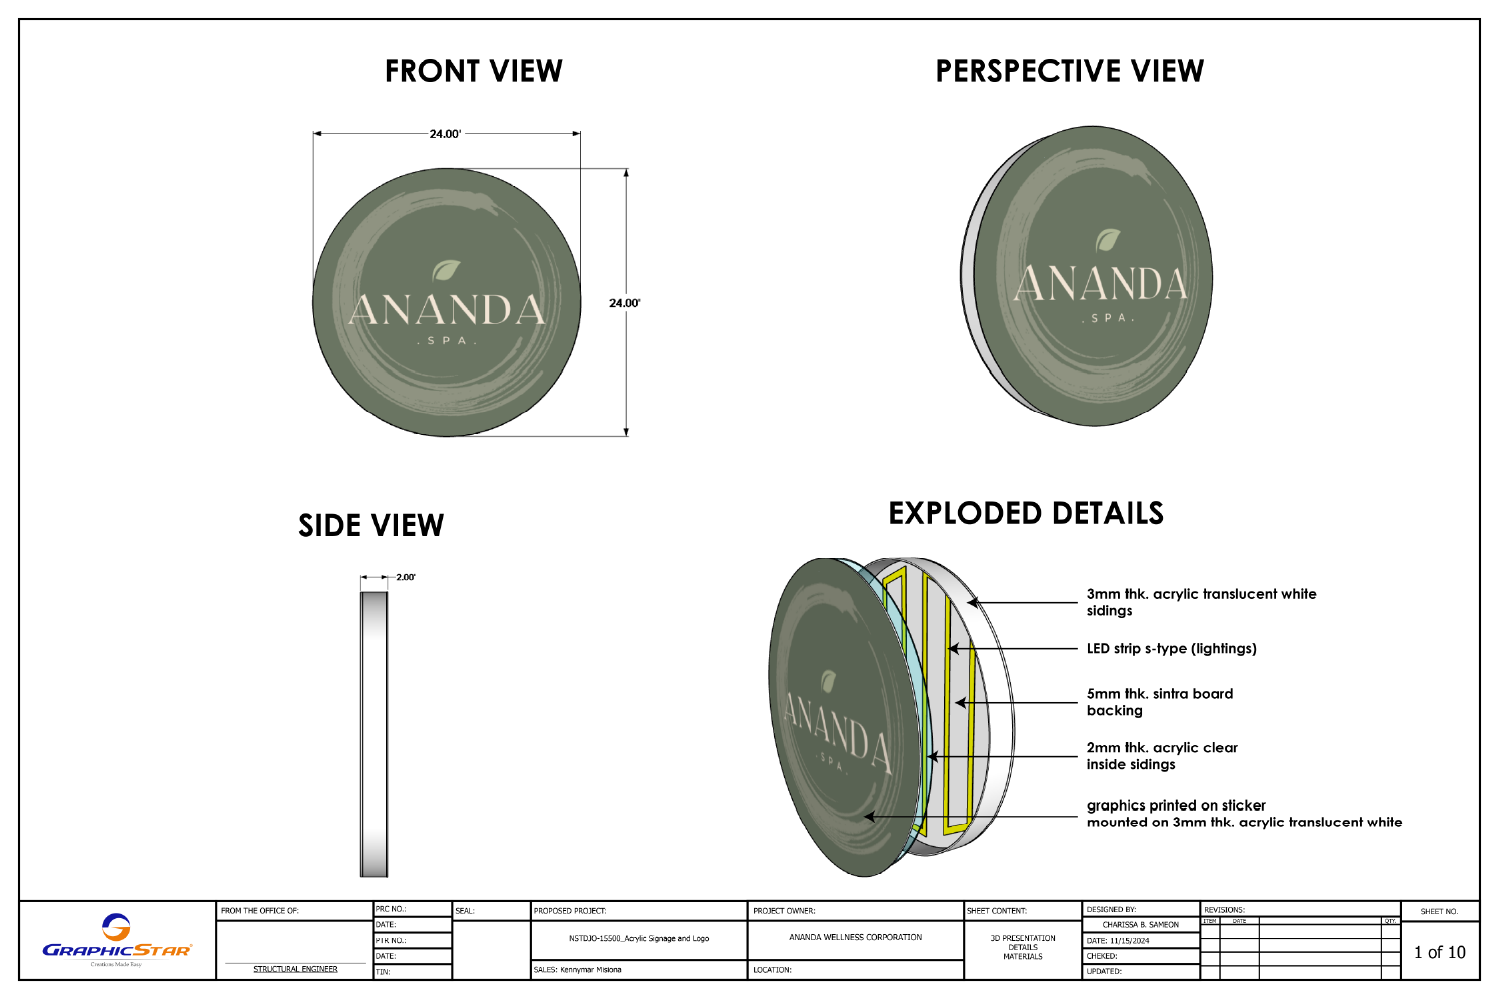 FRONT VIEW
PERSPECTIVE VIEW
24.00'
24.00'
ANANDA
. S P A .
ANANDA
. S P A .
SIDE VIEW
EXPLODED DETAILS
2.00'
3mm thk. acrylic translucent white
sidings
LED strip s-type (lightings)
5mm thk. sintra board
backing
2mm thk. acrylic clear
inside sidings
graphics printed on sticker
mounted on 3mm thk. acrylic translucent white
ANANDA
. S P A .
GRAPHICSTAR
Creations Made Easy
FROM THE OFFICE OF:
STRUCTURAL ENGINEER
PRC NO.:
DATE:
PTR NO.:
DATE:
TIN:
SEAL:
PROPOSED PROJECT:
NSTDJO-15500_Acrylic Signage and Logo
SALES: Kennymar Misiona
PROJECT OWNER:
ANANDA WELLNESS CORPORATION
LOCATION:
SHEET CONTENT:
3D PRESENTATION
DETAILS
MATERIALS
DESIGNED BY:
CHARISSA B. SAMEON
DATE: 11/15/2024
CHEKED:
UPDATED:
REVISIONS:
ITEM DATE QTY.
SHEET NO.
1 of 10